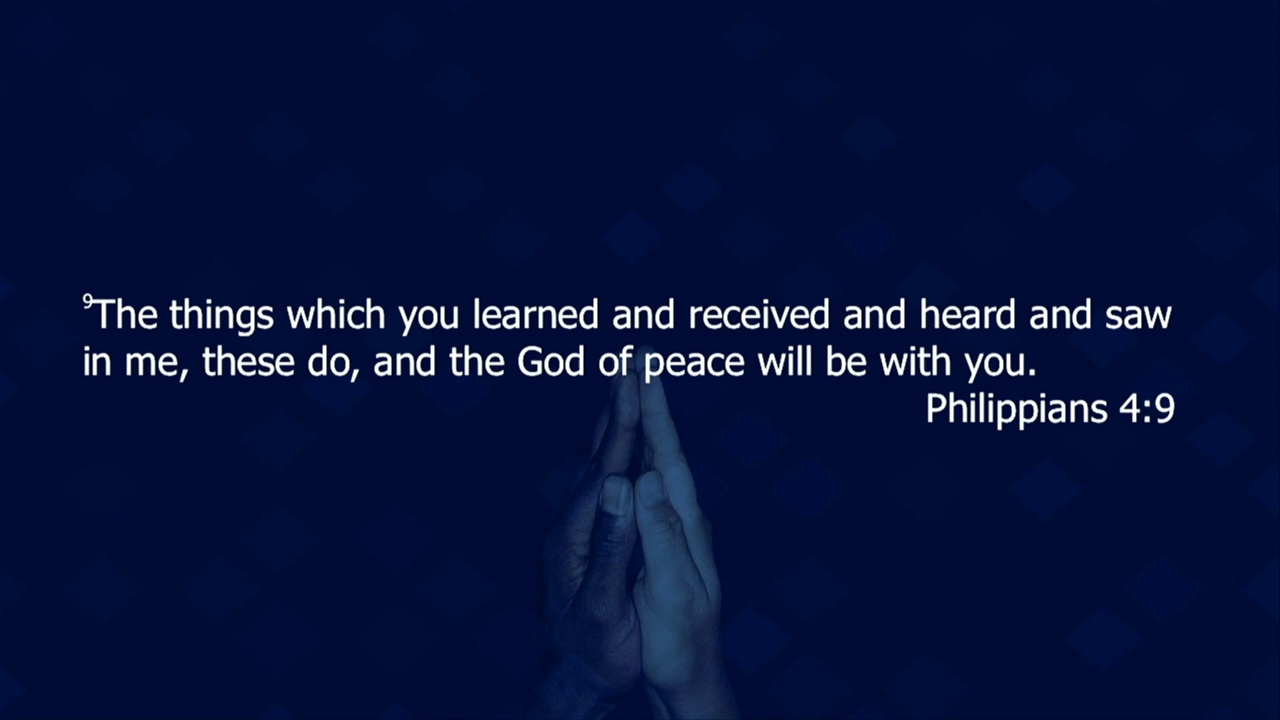 ⁹The things which you learned and received and heard and saw
in me, these do, and the God of peace will be with you.
Philippians 4:9